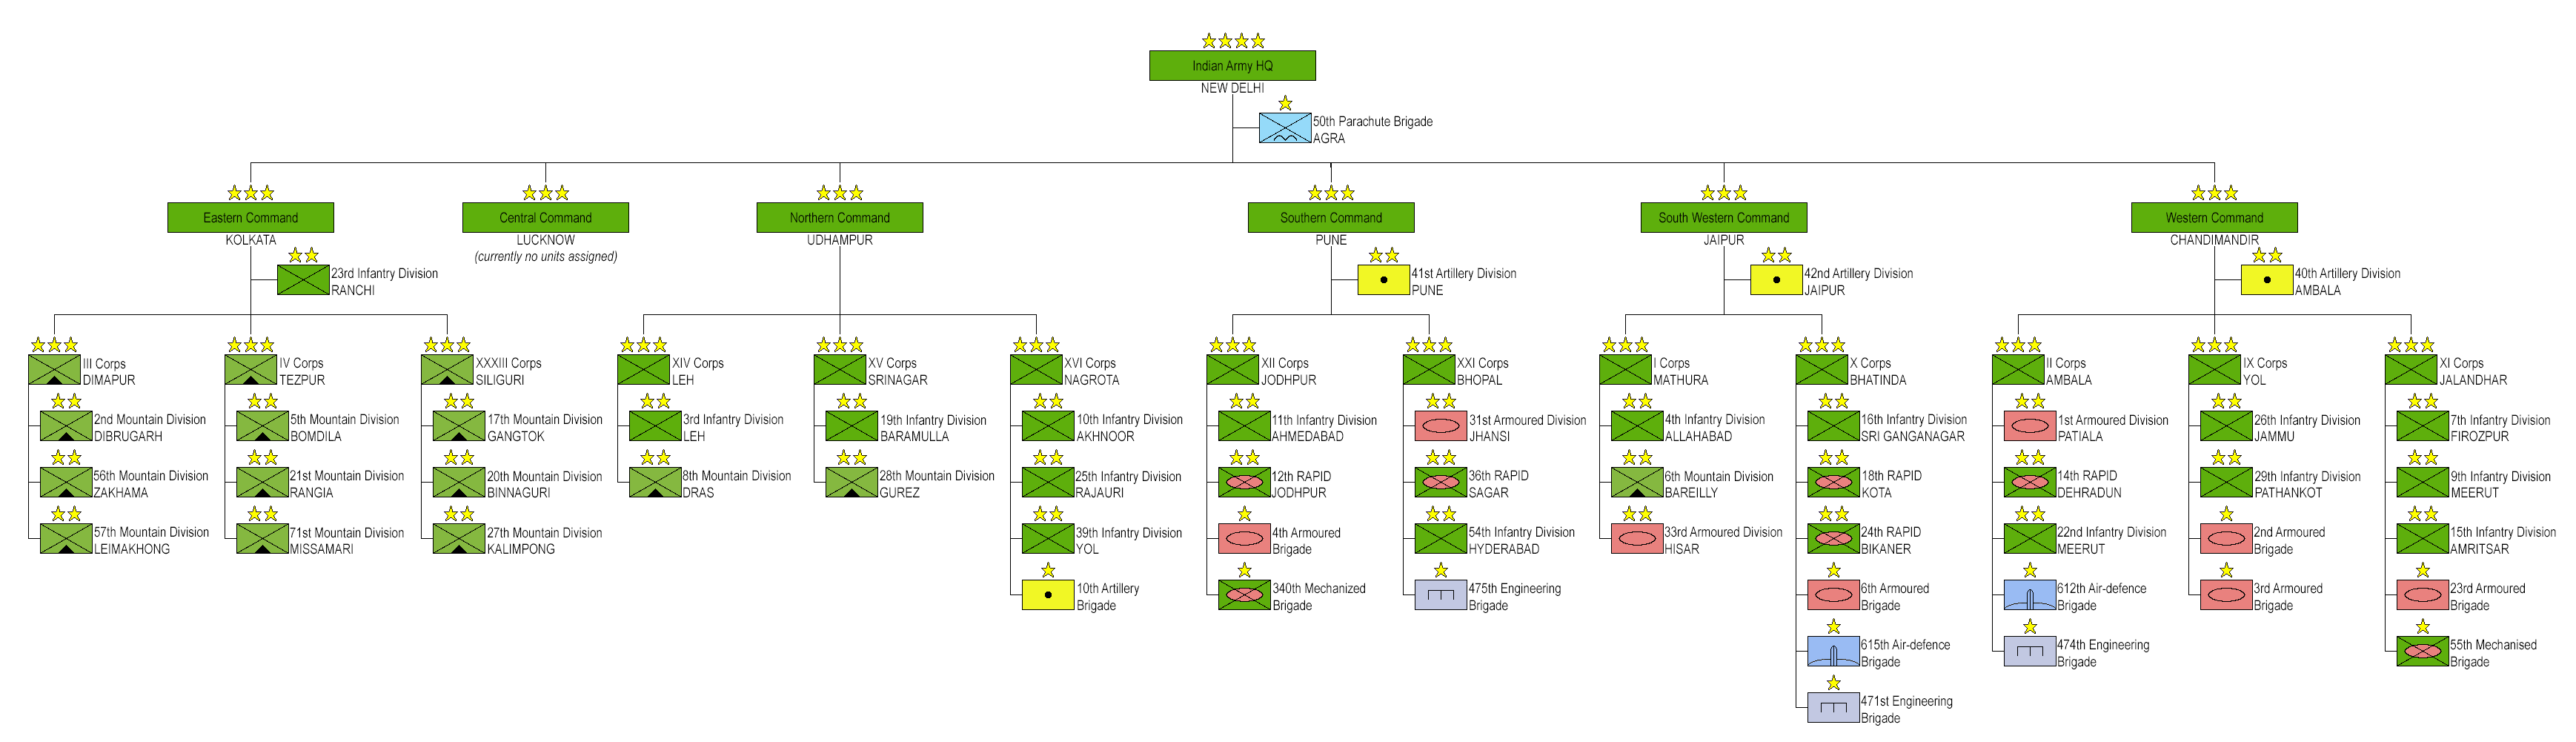 Indian Army HQ
NEW DELHI
50th Parachute Brigade
AGRA
Eastern Command
KOLKATA
23rd Infantry Division
RANCHI
Central Command
LUCKNOW
(currently no units assigned)
Northern Command
UDHAMPUR
Southern Command
PUNE
41st Artillery Division
PUNE
South Western Command
JAIPUR
42nd Artillery Division
JAIPUR
Western Command
CHANDIMANDIR
40th Artillery Division
AMBALA
III Corps
DIMAPUR
2nd Mountain Division
DIBRUGARH
56th Mountain Division
ZAKHAMA
57th Mountain Division
LEIMAKHONG
IV Corps
TEZPUR
5th Mountain Division
BOMDILA
21st Mountain Division
RANGIA
71st Mountain Division
MISSAMARI
XXXIII Corps
SILIGURI
17th Mountain Division
GANGTOK
20th Mountain Division
BINNAGURI
27th Mountain Division
KALIMPONG
XIV Corps
LEH
3rd Infantry Division
LEH
8th Mountain Division
DRAS
XV Corps
SRINAGAR
19th Infantry Division
BARAMULLA
28th Mountain Division
GUREZ
XVI Corps
NAGROTA
10th Infantry Division
AKHNOOR
25th Infantry Division
RAJAURI
39th Infantry Division
YOL
10th Artillery
Brigade
XII Corps
JODHPUR
11th Infantry Division
AHMEDABAD
12th RAPID
JODHPUR
4th Armoured
Brigade
340th Mechanized
Brigade
XXI Corps
BHOPAL
31st Armoured Division
JHANSI
36th RAPID
SAGAR
54th Infantry Division
HYDERABAD
475th Engineering
Brigade
I Corps
MATHURA
4th Infantry Division
ALLAHABAD
6th Mountain Division
BAREILLY
33rd Armoured Division
HISAR
X Corps
BHATINDA
16th Infantry Division
SRI GANGANAGAR
18th RAPID
KOTA
24th RAPID
BIKANER
6th Armoured
Brigade
615th Air-defence
Brigade
471st Engineering
Brigade
II Corps
AMBALA
1st Armoured Division
PATIALA
14th RAPID
DEHRADUN
22nd Infantry Division
MEERUT
612th Air-defence
Brigade
474th Engineering
Brigade
IX Corps
YOL
26th Infantry Division
JAMMU
29th Infantry Division
PATHANKOT
2nd Armoured
Brigade
3rd Armoured
Brigade
XI Corps
JALANDHAR
7th Infantry Division
FIROZPUR
9th Infantry Division
MEERUT
15th Infantry Division
AMRITSAR
23rd Armoured
Brigade
55th Mechanised
Brigade